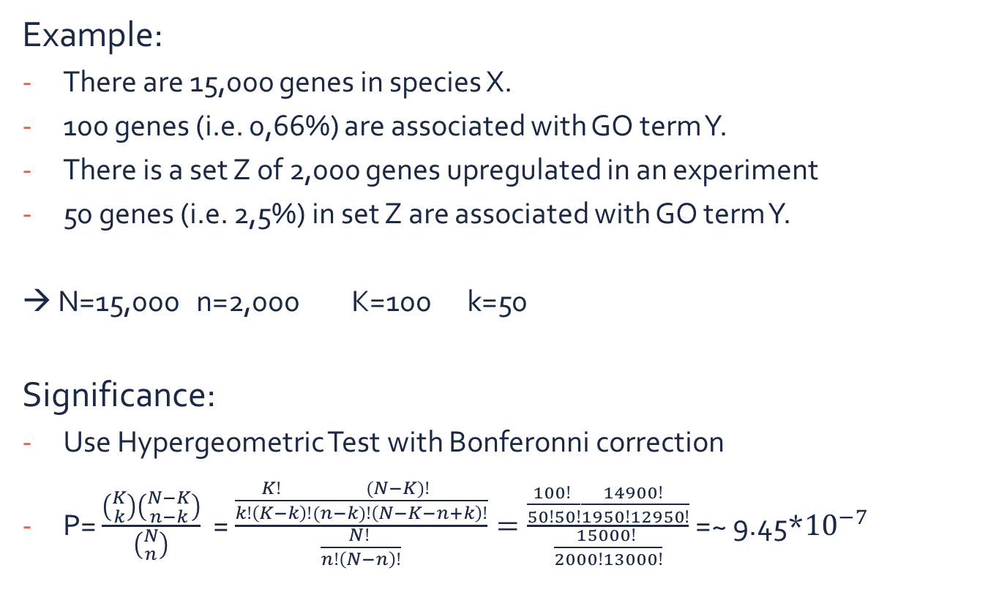 Example:
- There are 15,000 genes in species X.
- 100 genes (i.e. 0,66%) are associated with GO term Y.
- There is a set Z of 2,000 genes upregulated in an experiment
- 50 genes (i.e. 2,5%) in set Z are associated with GO term Y.
→ N=15,000 n=2,000 K=100 k=50
Significance:
- Use Hypergeometric Test with Bonferonni correction
- P= \frac{\binom{K}{k}\binom{N-K}{n-k}}{\binom{N}{n}} = \frac{\frac{K! (N-K)!}{k!(K-k)!(n-k)!(N-K-n+k)!}}{\frac{N!}{n!(N-n)!}} = \frac{\frac{100!}{50!50!}\frac{14900!}{1950!12950!}}{\frac{15000!}{2000!13000!}} =~ 9.45*10^{-7}